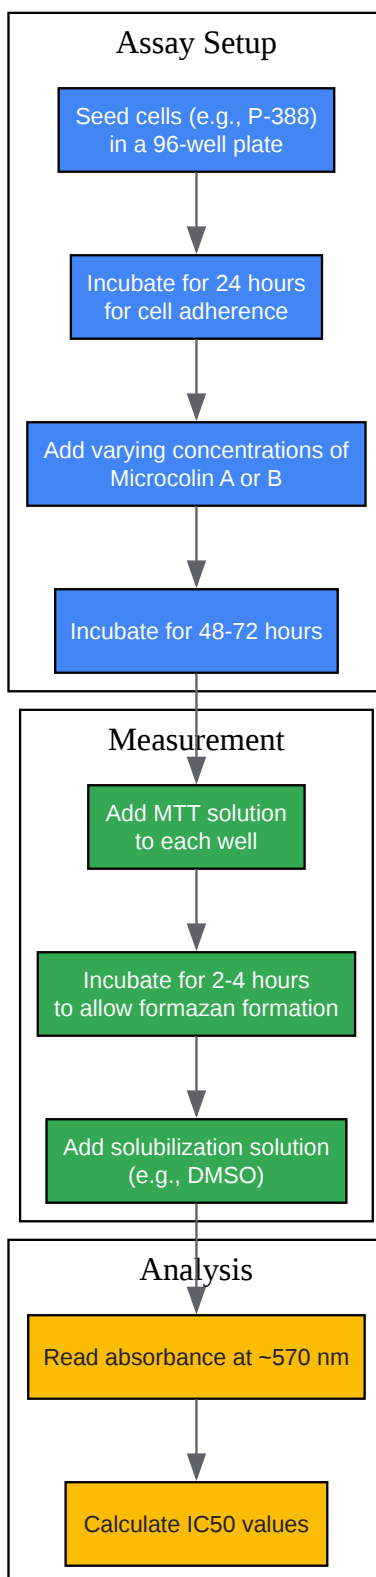 Assay Setup
Seed cells (e.g., P-388)
in a 96-well plate
Incubate for 24 hours
for cell adherence
Add varying concentrations of
Microcolin A or B
Incubate for 48-72 hours
Measurement
Add MTT solution
to each well
Incubate for 2-4 hours
to allow formazan formation
Add solubilization solution
(e.g., DMSO)
Analysis
Read absorbance at ~570 nm
Calculate IC50 values